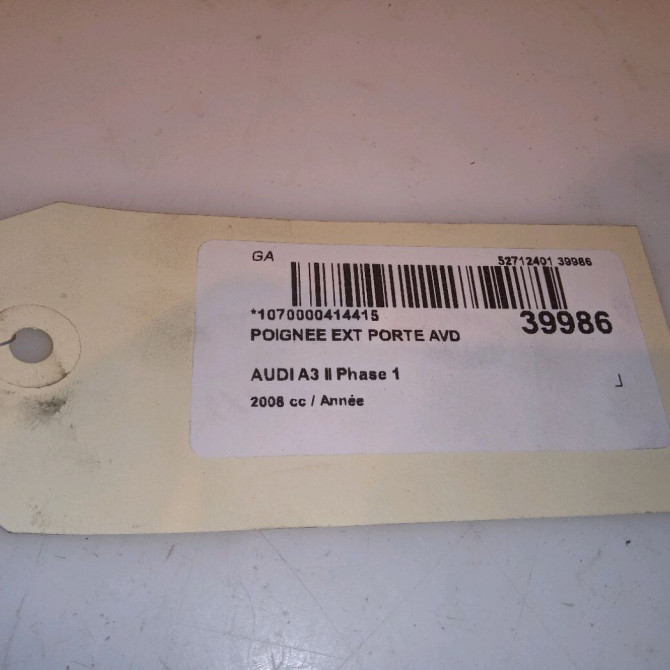 GA 52712401 39986
*1070000414415 39986
POIGNEE EXT PORTE AVD
AUDI A3 II Phase 1
2008 cc / Année